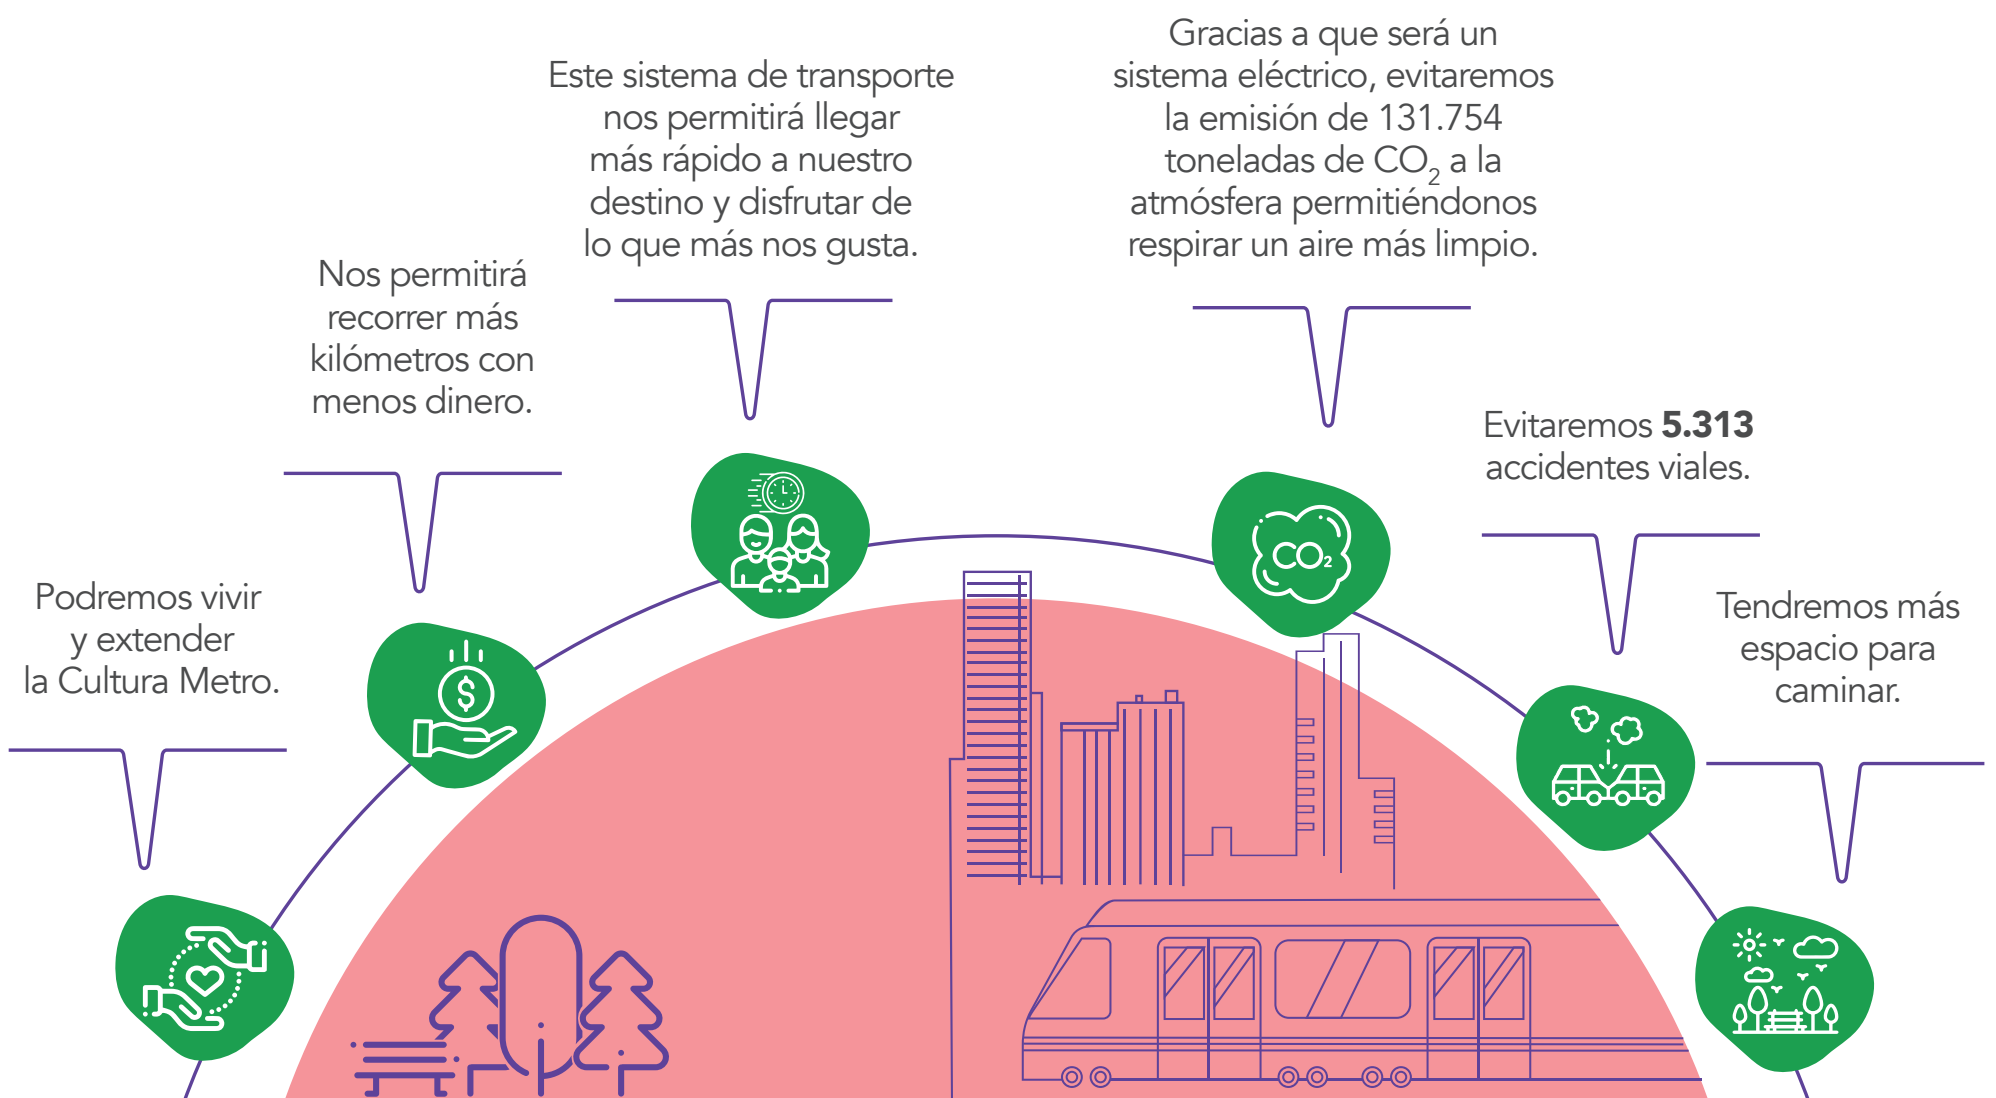 Podremos vivir
y extender
la Cultura Metro.
Nos permitirá
recorrer más
kilómetros con
menos dinero.
Este sistema de transporte
nos permitirá llegar
más rápido a nuestro
destino y disfrutar de
lo que más nos gusta.
Gracias a que será un
sistema eléctrico, evitaremos
la emisión de 131.754
toneladas de CO₂ a la
atmósfera permitiéndonos
respirar un aire más limpio.
Evitaremos 5.313
accidentes viales.
Tendremos más
espacio para
caminar.
$
CO₂